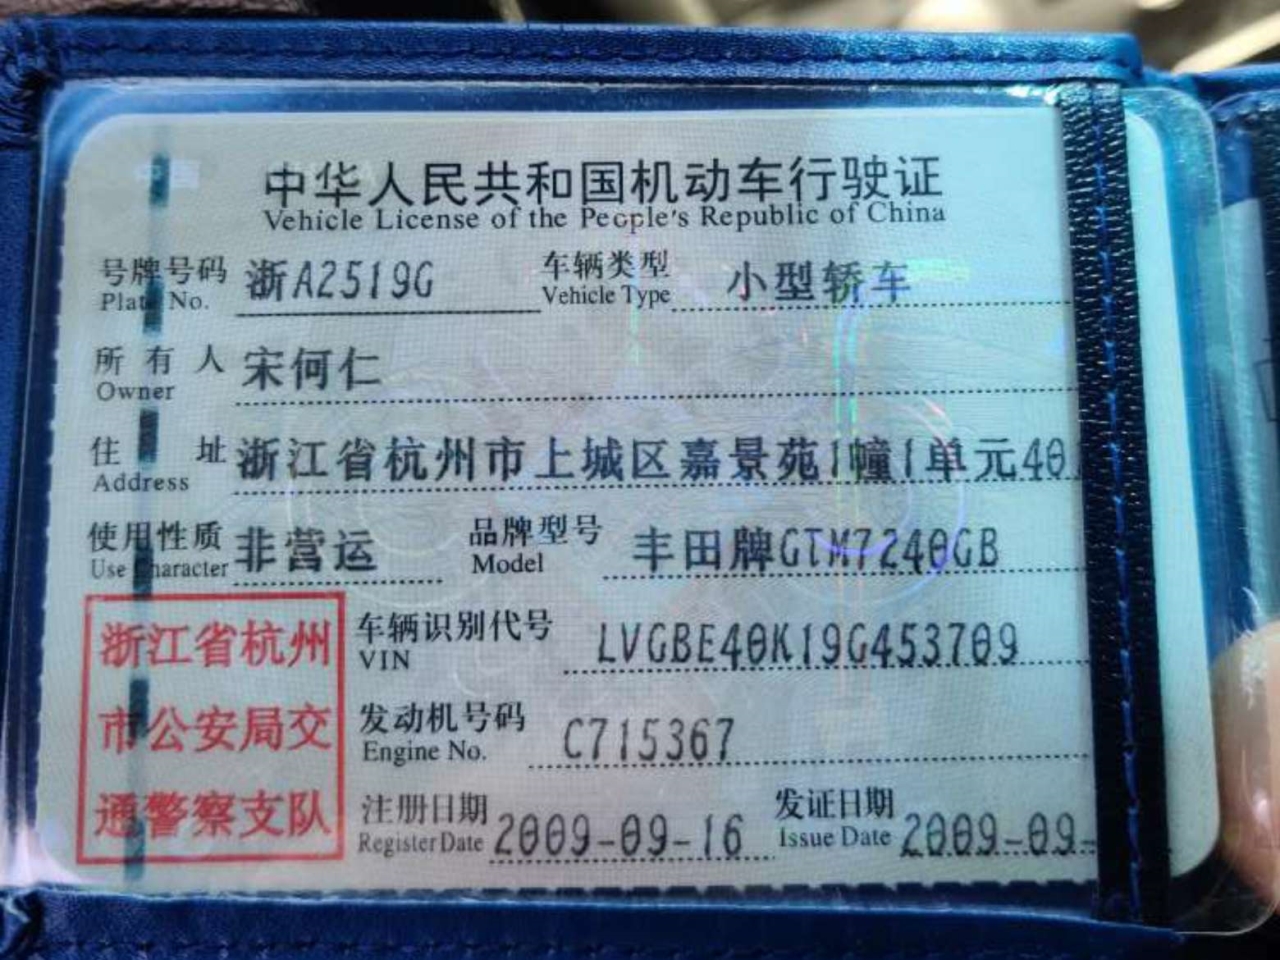 中华人民共和国机动车行驶证
Vehicle License of the People's Republic of China
号牌号码 浙A2519G 车辆类型 小型轿车
Plate No. Vehicle Type
所有人 宋何仁
Owner
住址 浙江省杭州市上城区嘉景苑1幢1单元40
Address
使用性质 非营运 品牌型号 丰田牌GTM7240GB
Use Character Model
浙江省杭州
市公安局交
通警察支队
车辆识别代号 LVGBE40K19G453709
VIN
发动机号码 C715367
Engine No.
注册日期 2009-09-16 发证日期 2009-09-
Register Date Issue Date